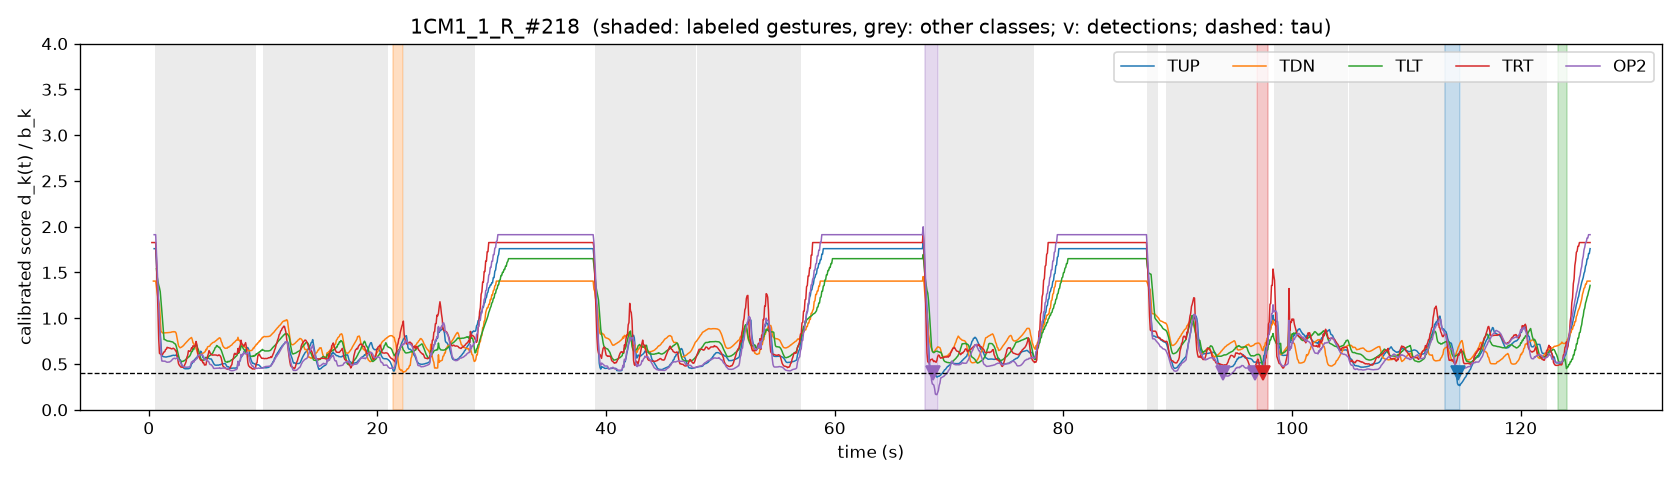 1CM1_1_R_#218  (shaded: labeled gestures, grey: other classes; v: detections; dashed: tau)
TUP TDN TLT TRT OP2
calibrated score d_k(t) / b_k
4.0
3.5
3.0
2.5
2.0
1.5
1.0
0.5
0.0
0 20 40 60 80 100 120
time (s)